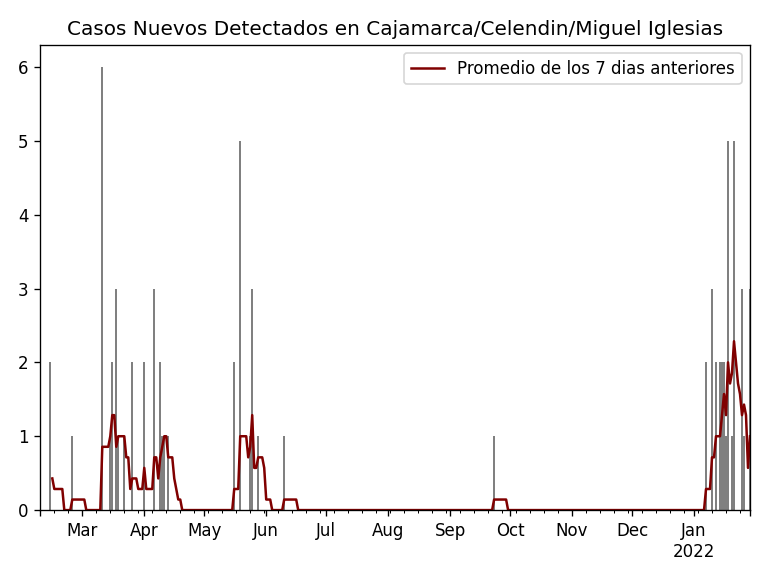 Casos Nuevos Detectados en Cajamarca/Celendin/Miguel Iglesias
Promedio de los 7 dias anteriores
6
5
4
3
2
1
0
Mar Apr May Jun Jul Aug Sep Oct Nov Dec Jan
2022